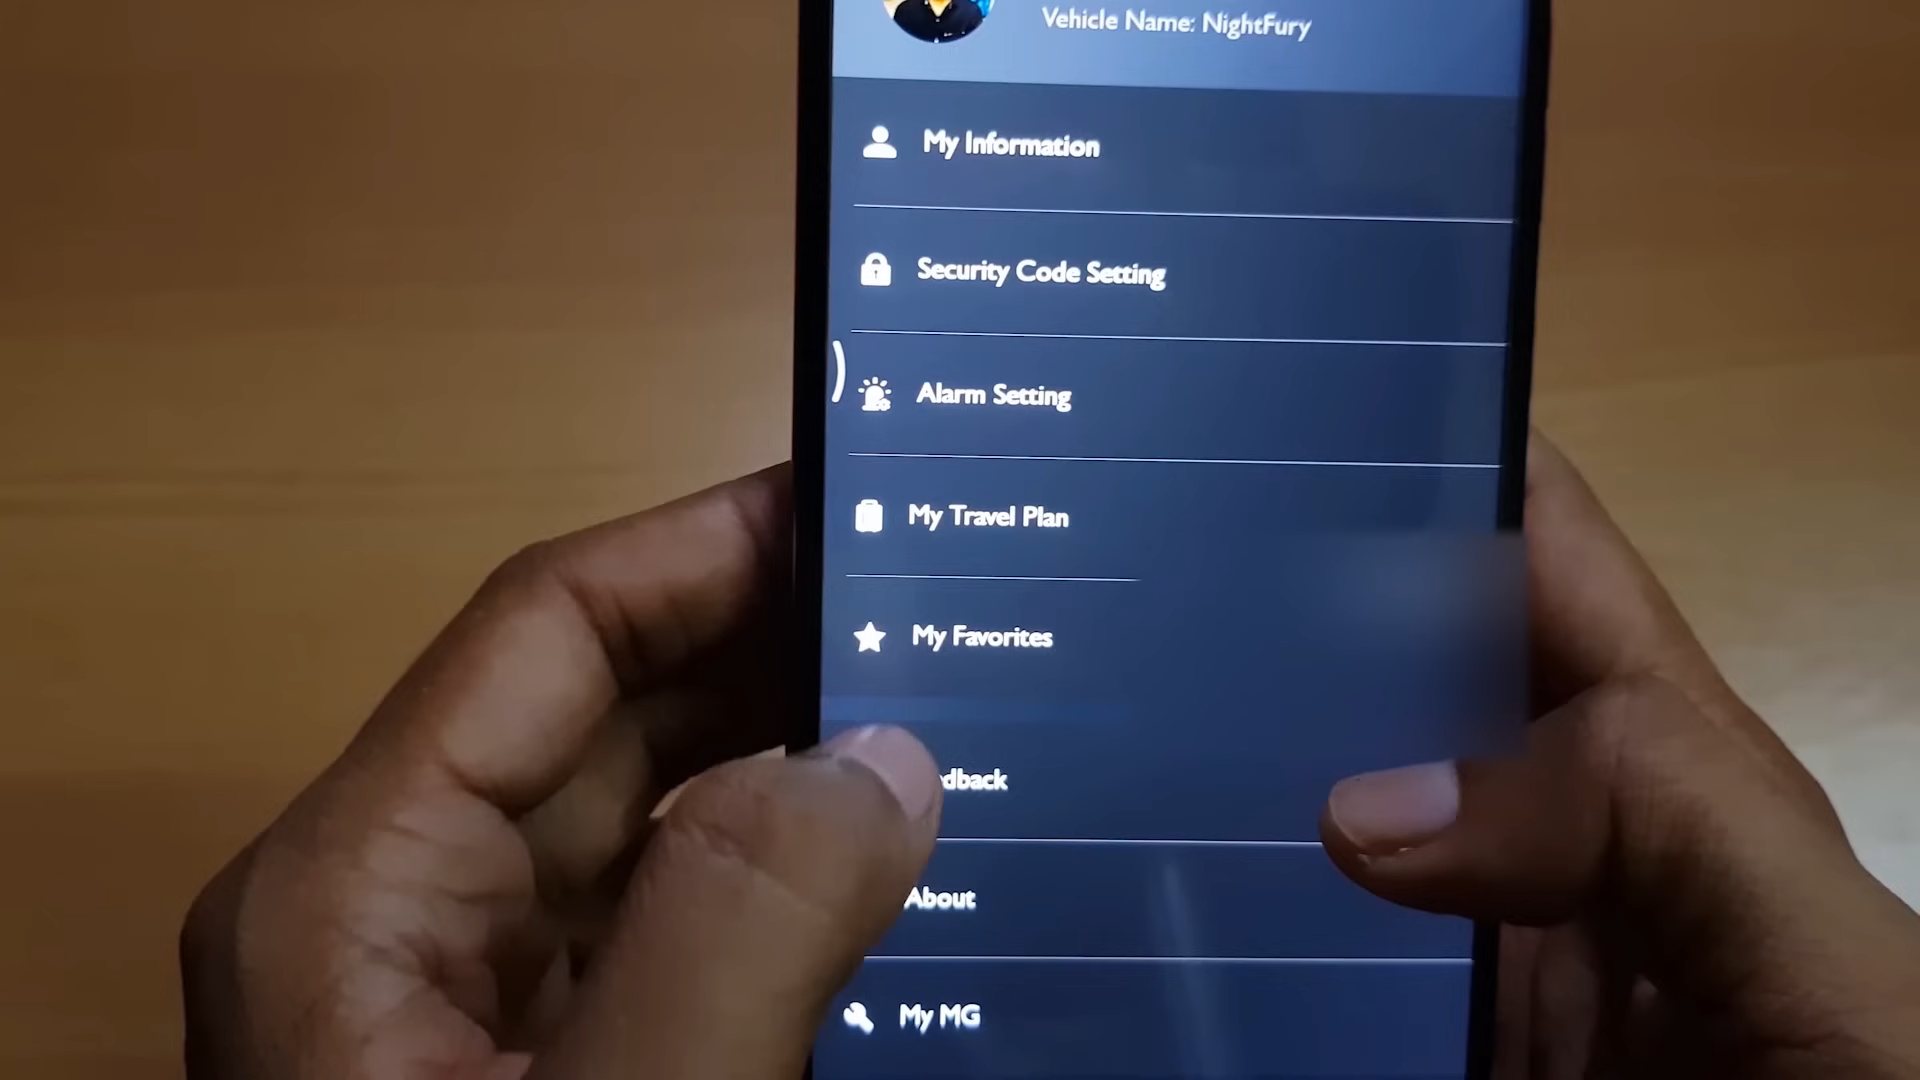 Vehicle Name: NightFury
My Information
Security Code Setting
Alarm Setting
My Travel Plan
My Favorites
dback
About
My MG